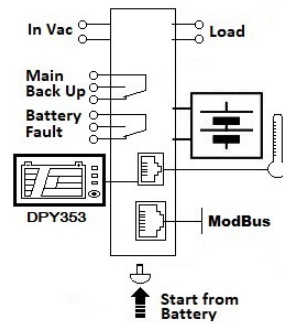 In Vac
Load
Main
Back Up
Battery
Fault
DPY353
ModBus
Start from
Battery